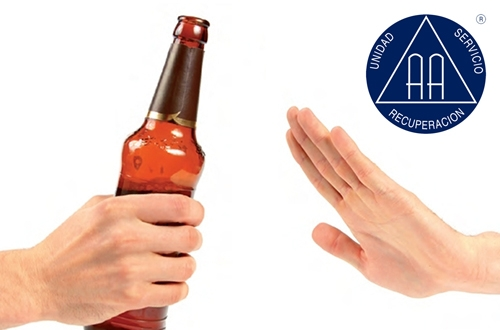 ®
UNIDAD
SERVICIO
AA
RECUPERACION